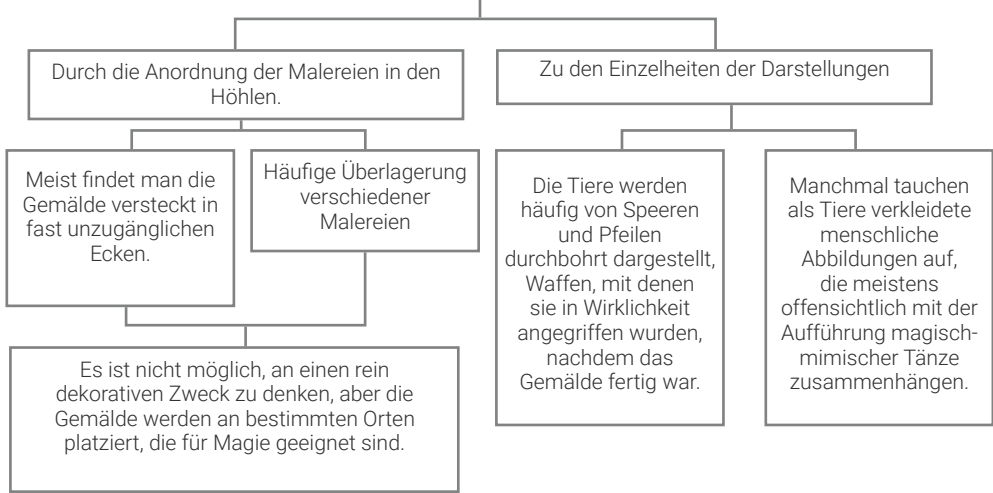 Durch die Anordnung der Malereien in den
Höhlen.
Zu den Einzelheiten der Darstellungen
Meist findet man die
Gemälde versteckt in
fast unzugänglichen
Ecken.
Häufige Überlagerung
verschiedener
Malereien
Es ist nicht möglich, an einen rein
dekorativen Zweck zu denken, aber die
Gemälde werden an bestimmten Orten
platziert, die für Magie geeignet sind.
Die Tiere werden
häufig von Speeren
und Pfeilen
durchbohrt dargestellt,
Waffen, mit denen
sie in Wirklichkeit
angegriffen wurden,
nachdem das
Gemälde fertig war.
Manchmal tauchen
als Tiere verkleidete
menschliche
Abbildungen auf,
die meistens
offensichtlich mit der
Aufführung magisch-
mimischer Tänze
zusammenhängen.